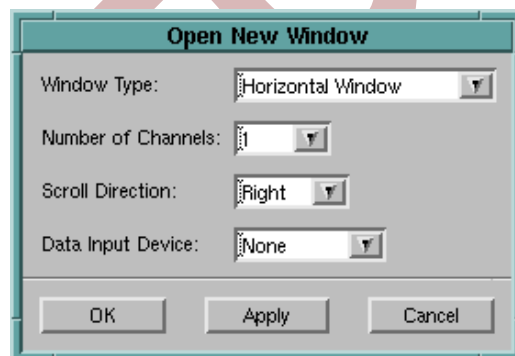 Open New Window
Window Type: Horizontal Window
Number of Channels: 1
Scroll Direction: Right
Data Input Device: None
OK Apply Cancel